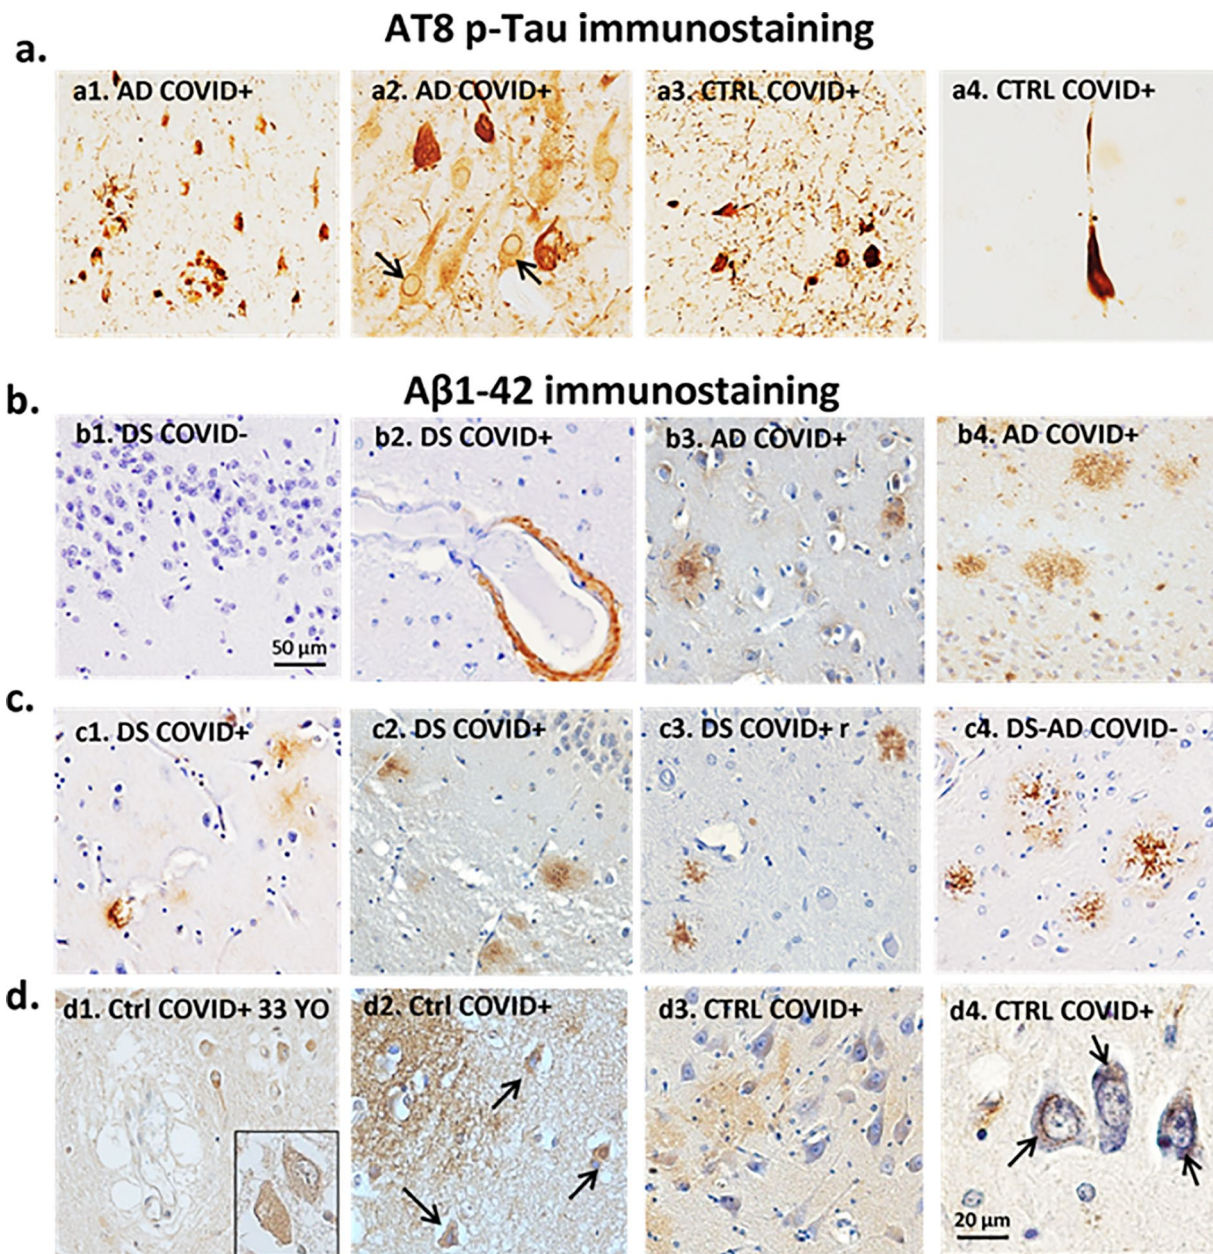 AT8 p-Tau immunostaining
a.
a1. AD COVID+
a2. AD COVID+
a3. CTRL COVID+
a4. CTRL COVID+
Aβ1-42 immunostaining
b.
b1. DS COVID-
b2. DS COVID+
b3. AD COVID+
b4. AD COVID+
50 µm
c.
c1. DS COVID+
c2. DS COVID+
c3. DS COVID+ r
c4. DS-AD COVID-
d.
d1. Ctrl COVID+ 33 YO
d2. Ctrl COVID+
d3. CTRL COVID+
d4. CTRL COVID+
20 µm